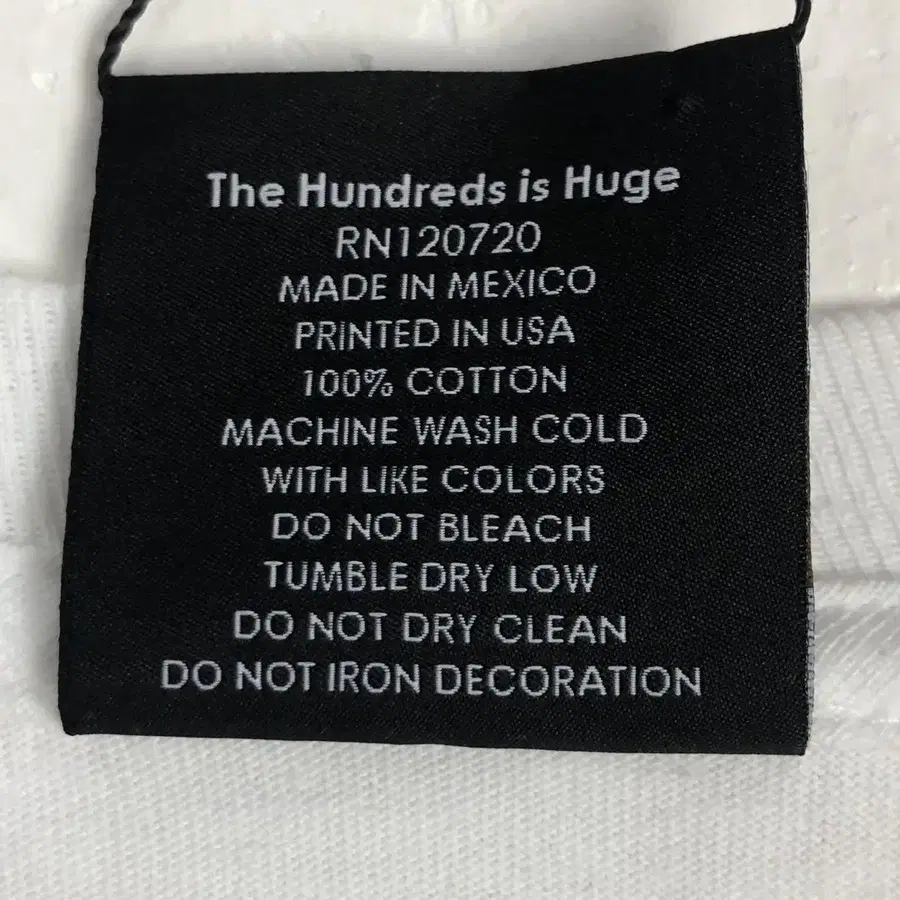 The Hundreds is Huge
RN120720
MADE IN MEXICO
PRINTED IN USA
100% COTTON
MACHINE WASH COLD
WITH LIKE COLORS
DO NOT BLEACH
TUMBLE DRY LOW
DO NOT DRY CLEAN
DO NOT IRON DECORATION